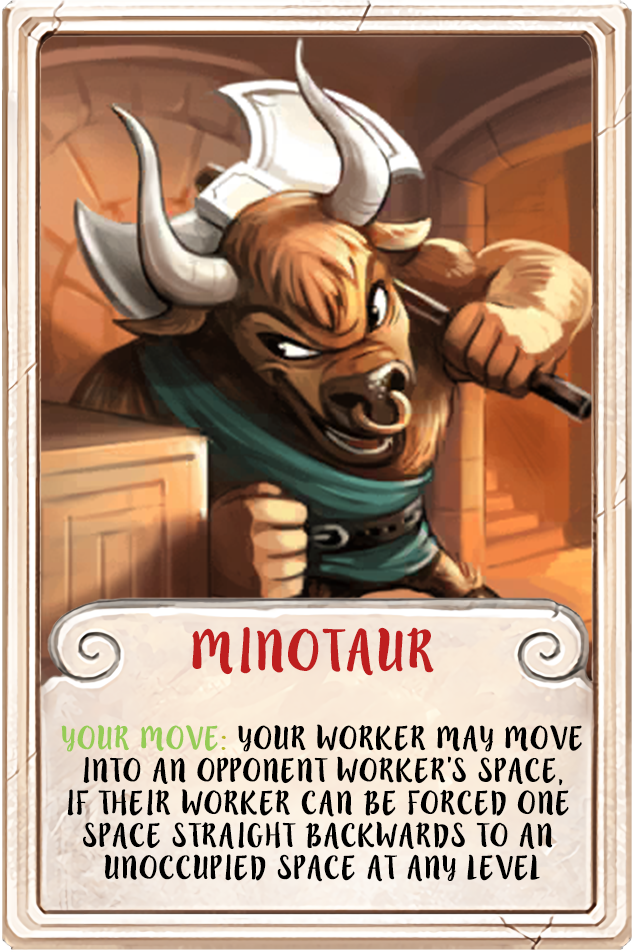 MINOTAUR
YOUR MOVE: YOUR WORKER MAY MOVE
INTO AN OPPONENT WORKER'S SPACE,
IF THEIR WORKER CAN BE FORCED ONE
SPACE STRAIGHT BACKWARDS TO AN
UNOCCUPIED SPACE AT ANY LEVEL